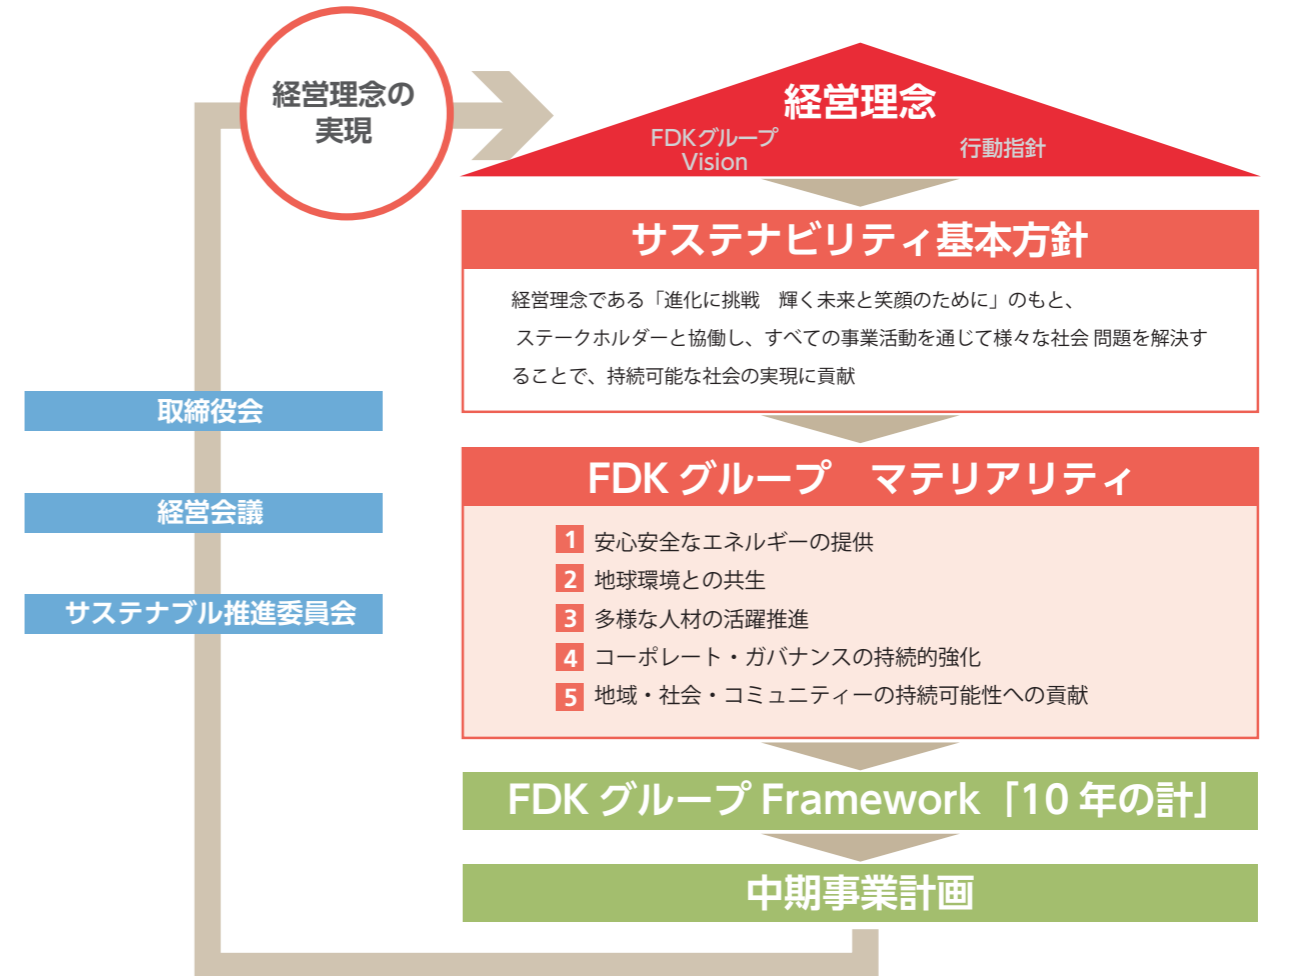 経営理念の
実現
経営理念
FDKグループ
Vision
行動指針
サステナビリティ基本方針
経営理念である「進化に挑戦　輝く未来と笑顔のために」のもと、
ステークホルダーと協働し、すべての事業活動を通じて様々な社会 問題を解決す
ることで、持続可能な社会の実現に貢献
取締役会
経営会議
サステナブル推進委員会
FDK グループ　マテリアリティ
1 安心安全なエネルギーの提供
2 地球環境との共生
3 多様な人材の活躍推進
4 コーポレート・ガバナンスの持続的強化
5 地域・社会・コミュニティーの持続可能性への貢献
FDK グループ Framework「10 年の計」
中期事業計画